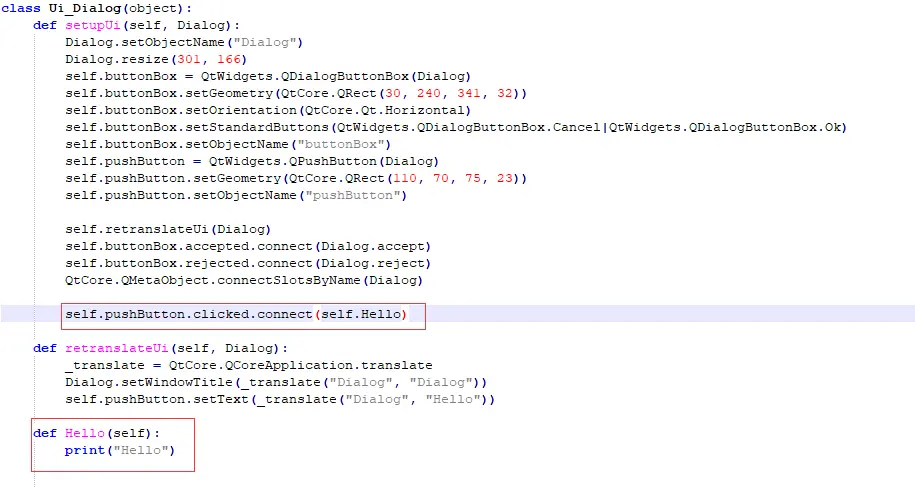 class Ui_Dialog(object):
    def setupUi(self, Dialog):
        Dialog.setObjectName("Dialog")
        Dialog.resize(301, 166)
        self.buttonBox = QtWidgets.QDialogButtonBox(Dialog)
        self.buttonBox.setGeometry(QtCore.QRect(30, 240, 341, 32))
        self.buttonBox.setOrientation(QtCore.Qt.Horizontal)
        self.buttonBox.setStandardButtons(QtWidgets.QDialogButtonBox.Cancel|QtWidgets.QDialogButtonBox.Ok)
        self.buttonBox.setObjectName("buttonBox")
        self.pushButton = QtWidgets.QPushButton(Dialog)
        self.pushButton.setGeometry(QtCore.QRect(110, 70, 75, 23))
        self.pushButton.setObjectName("pushButton")

        self.retranslateUi(Dialog)
        self.buttonBox.accepted.connect(Dialog.accept)
        self.buttonBox.rejected.connect(Dialog.reject)
        QtCore.QMetaObject.connectSlotsByName(Dialog)

        self.pushButton.clicked.connect(self.Hello)

    def retranslateUi(self, Dialog):
        _translate = QtCore.QCoreApplication.translate
        Dialog.setWindowTitle(_translate("Dialog", "Dialog"))
        self.pushButton.setText(_translate("Dialog", "Hello"))

    def Hello(self):
        print("Hello")